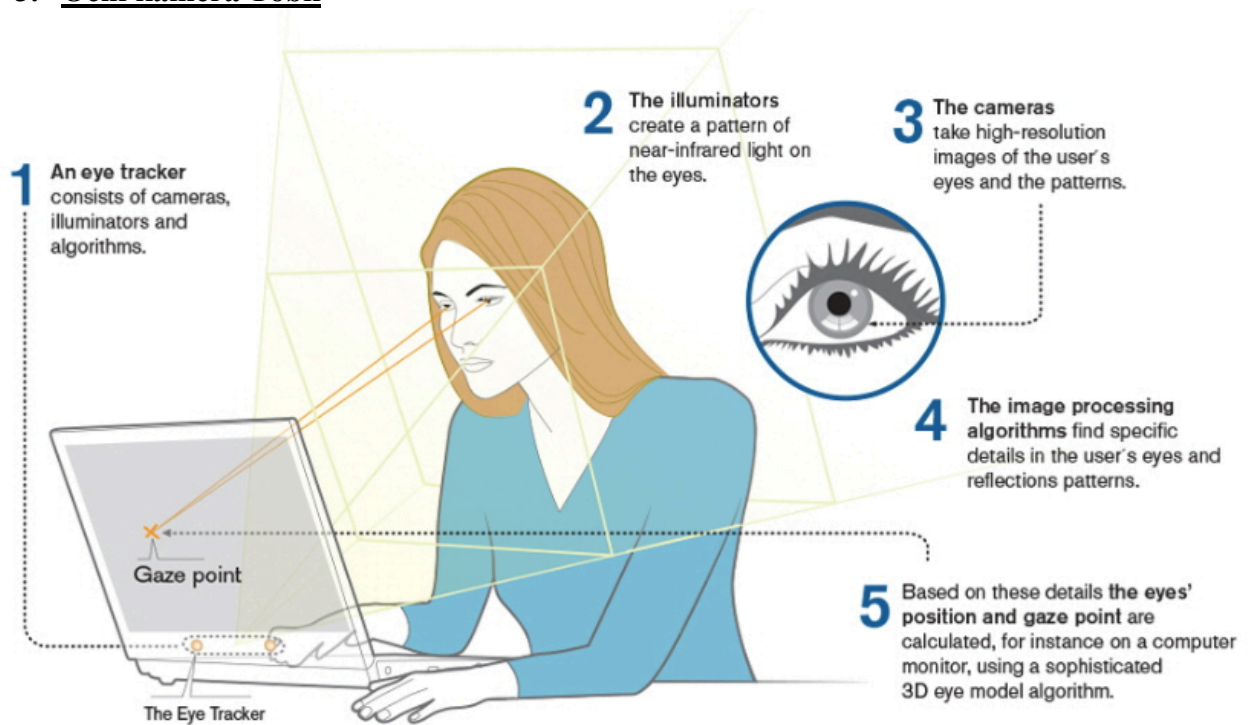 1
An eye tracker
consists of cameras,
illuminators and
algorithms.
2
The illuminators
create a pattern of
near-infrared light on
the eyes.
3
The cameras
take high-resolution
images of the user's
eyes and the patterns.
4
The image processing
algorithms find specific
details in the user's eyes and
reflections patterns.
5
Based on these details the eyes'
position and gaze point are
calculated, for instance on a computer
monitor, using a sophisticated
3D eye model algorithm.
Gaze point
The Eye Tracker